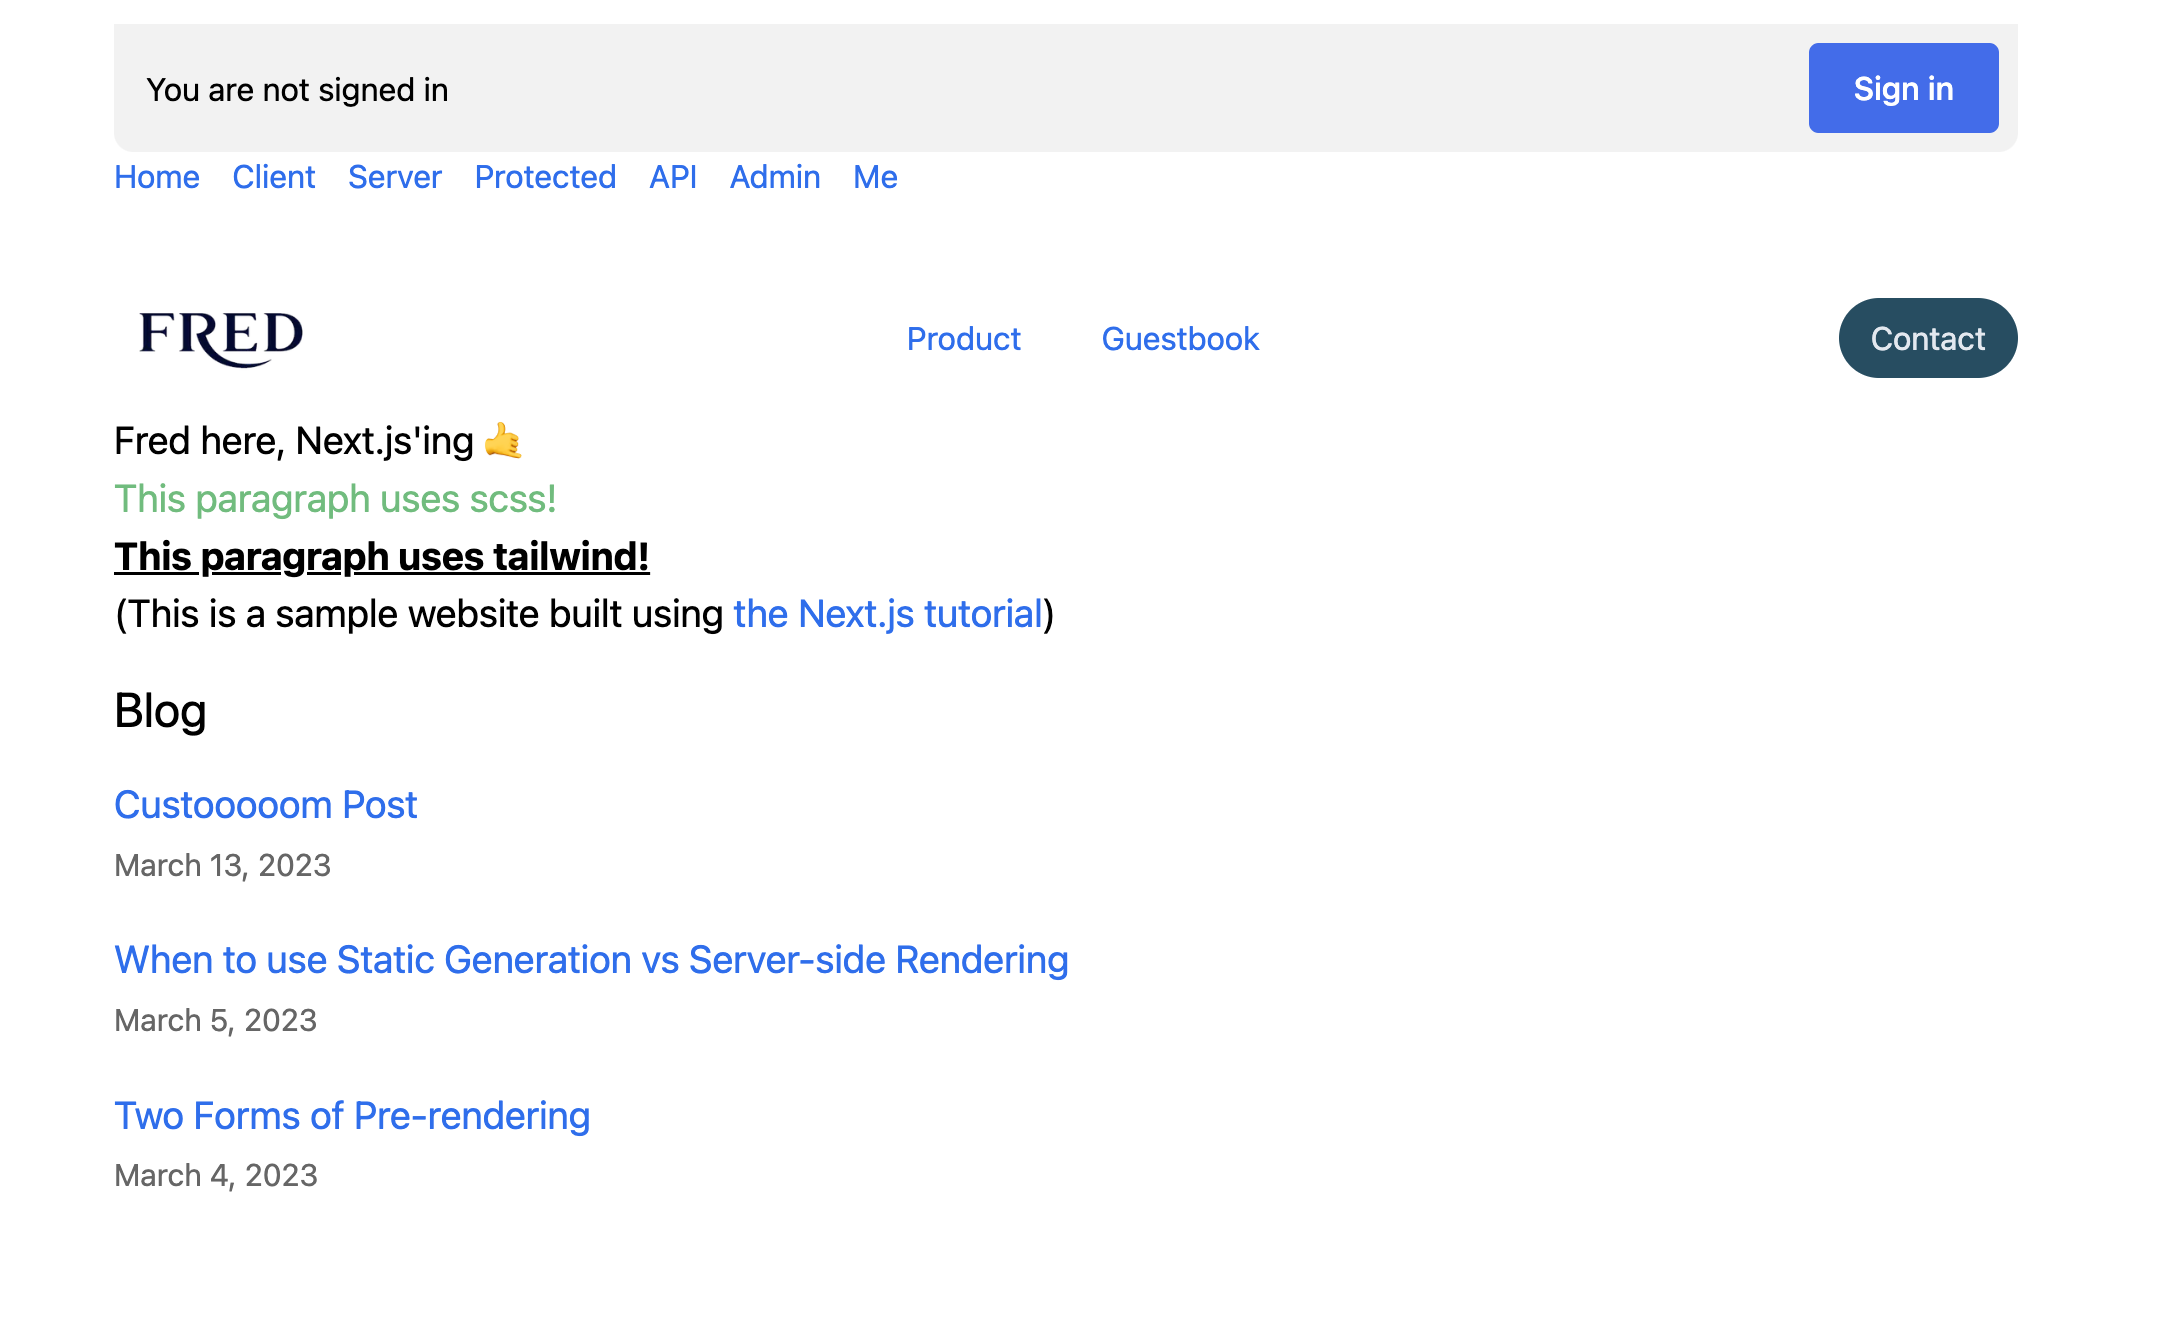 You are not signed in Sign in
Home Client Server Protected API Admin Me
FRED Product Guestbook Contact
Fred here, Next.js'ing 🤙
This paragraph uses scss!
This paragraph uses tailwind!
(This is a sample website built using the Next.js tutorial)
Blog
Custooooom Post
March 13, 2023
When to use Static Generation vs Server-side Rendering
March 5, 2023
Two Forms of Pre-rendering
March 4, 2023